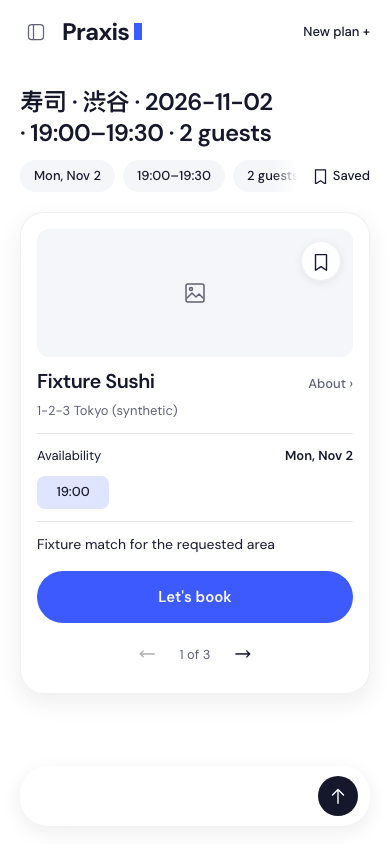 Praxis
New plan +
寿司 · 渋谷 · 2026-11-02
· 19:00–19:30 · 2 guests
Mon, Nov 2
19:00–19:30
2 guests
Saved
Fixture Sushi
About ›
1-2-3 Tokyo (synthetic)
Availability
Mon, Nov 2
19:00
Fixture match for the requested area
Let's book
← 1 of 3 →